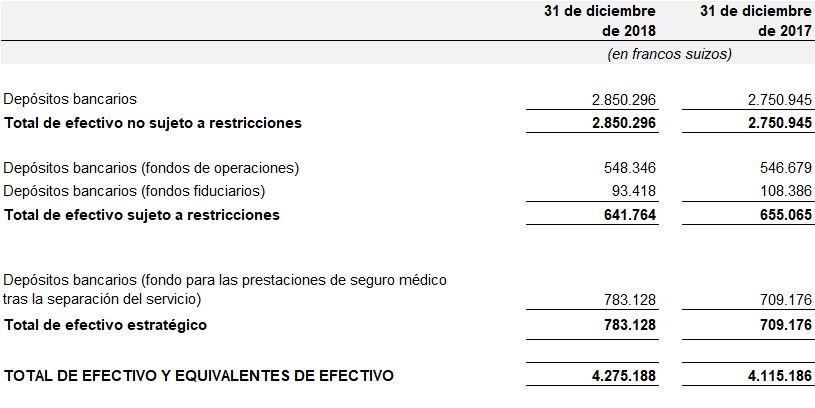 31 de diciembre 31 de diciembre
de 2018 de 2017
(en francos suizos)
Depósitos bancarios 2.850.296 2.750.945
Total de efectivo no sujeto a restricciones 2.850.296 2.750.945
Depósitos bancarios (fondos de operaciones) 548.346 546.679
Depósitos bancarios (fondos fiduciarios) 93.418 108.386
Total de efectivo sujeto a restricciones 641.764 655.065
Depósitos bancarios (fondo para las prestaciones de seguro médico
tras la separación del servicio) 783.128 709.176
Total de efectivo estratégico 783.128 709.176
TOTAL DE EFECTIVO Y EQUIVALENTES DE EFECTIVO 4.275.188 4.115.186